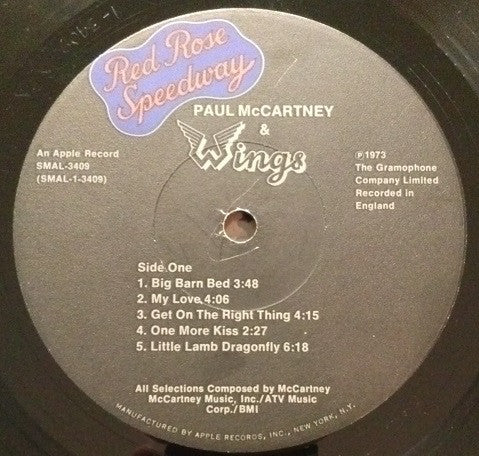 Red Rose
Speedway
PAUL McCARTNEY
&
Wings
An Apple Record
SMAL-3409
(SMAL-1-3409)
℗1973
The Gramophone
Company Limited
Recorded in
England
Side One
1. Big Barn Bed 3:48
2. My Love 4:06
3. Get On The Right Thing 4:15
4. One More Kiss 2:27
5. Little Lamb Dragonfly 6:18
All Selections Composed by McCartney
McCartney Music, Inc./ATV Music
Corp./BMI
MANUFACTURED BY APPLE RECORDS, INC., NEW YORK, N.Y.